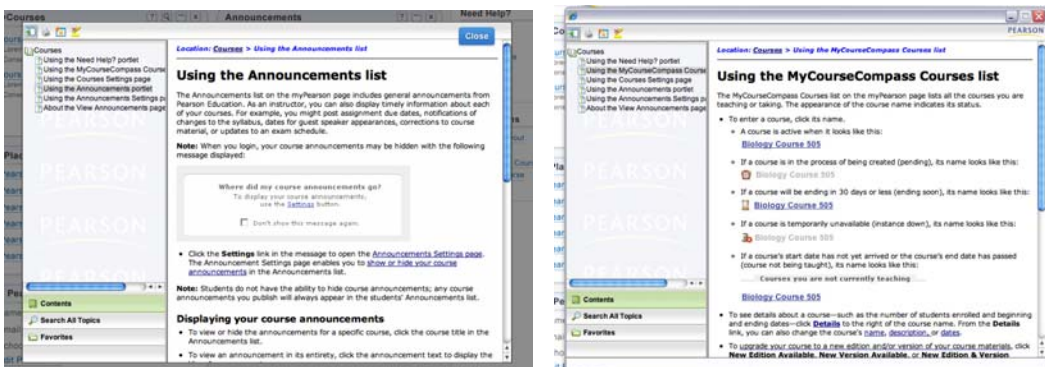 Courses
Announcements
Need Help?
Close
Courses
Using the Need Help? portlet
Using the MyCourseCompass Course
Using the Courses Settings page
Using the Announcements portlet
Using the Announcements Settings p
About the View Announcements page
PEARSON
PEARSON
PEARSON
PEARSON
Contents
Search All Topics
Favorites
Location: Courses > Using the Announcements list
Using the Announcements list
The Announcements list on the myPearson page includes general announcements from
Pearson Education. As an instructor, you can also display timely information about each
of your courses. For example, you might post assignment due dates, notifications of
changes to the syllabus, dates for guest speaker appearances, corrections to course
material, or updates to an exam schedule.
Note: When you login, your course announcements may be hidden with the following
message displayed:
Where did my course announcements go?
To display your course announcements,
use the Settings button.
Don't show this message again.
• Click the Settings link in the message to open the Announcements Settings page.
The Announcement Settings page enables you to show or hide your course
announcements in the Announcements list.
Note: Students do not have the ability to hide course announcements; any course
announcements you publish will always appear in the students' Announcements list.
Displaying your course announcements
• To view or hide the announcements for a specific course, click the course title in the
Announcements list.
• To view an announcement in its entirety, click the announcement text to display the
PEARSON
Courses
Using the Need Help? portlet
Using the MyCourseCompass Course
Using the Courses Settings page
Using the Announcements portlet
Using the Announcements Settings p
About the View Announcements page
PEARSON
PEARSON
PEARSON
PEARSON
Contents
Search All Topics
Favorites
Location: Courses > Using the MyCourseCompass Courses list
Using the MyCourseCompass Courses list
The MyCourseCompass Courses list on the myPearson page lists all the courses you are
teaching or taking. The appearance of the course name indicates its status.
• To enter a course, click its name.
• A course is active when it looks like this:
Biology Course 505
• If a course is in the process of being created (pending), its name looks like this:
Biology Course 505
• If a course will be ending in 30 days or less (ending soon), its name looks like this:
Biology Course 505
• If a course is temporarily unavailable (instance down), its name looks like this:
Biology Course 505
• If a course's start date has not yet arrived or the course's end date has passed
(course not being taught), its name looks like this:
Courses you are not currently teaching
Biology Course 505
• To see details about a course—such as the number of students enrolled and beginning
and ending dates—click Details to the right of the course name. From the Details
link, you can also change the course's name, description, or dates.
• To upgrade your course to a new edition and/or version of your course materials, click
New Edition Available, New Version Available, or New Edition & Version